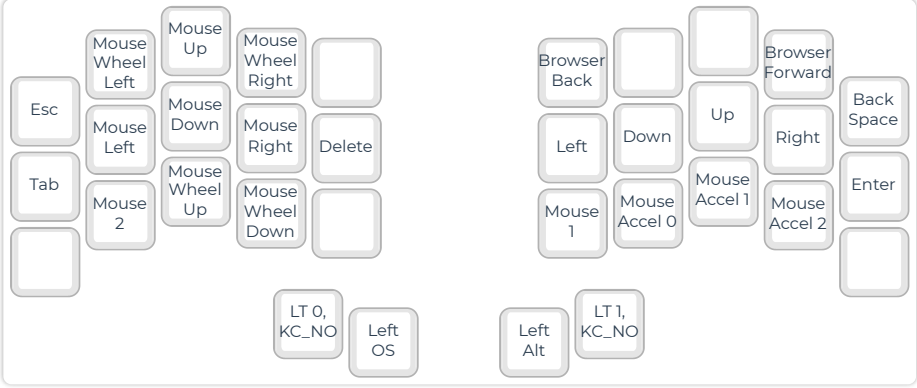 Esc
Mouse
Wheel
Left
Mouse
Up
Mouse
Wheel
Right
Browser
Back
Browser
Forward
Back
Space
Tab
Mouse
Left
Mouse
Down
Mouse
Right
Delete
Left
Down
Up
Right
Enter
Mouse
2
Mouse
Wheel
Up
Mouse
Wheel
Down
Mouse
1
Mouse
Accel 0
Mouse
Accel 1
Mouse
Accel 2
LT 0,
KC_NO
Left
OS
Left
Alt
LT 1,
KC_NO